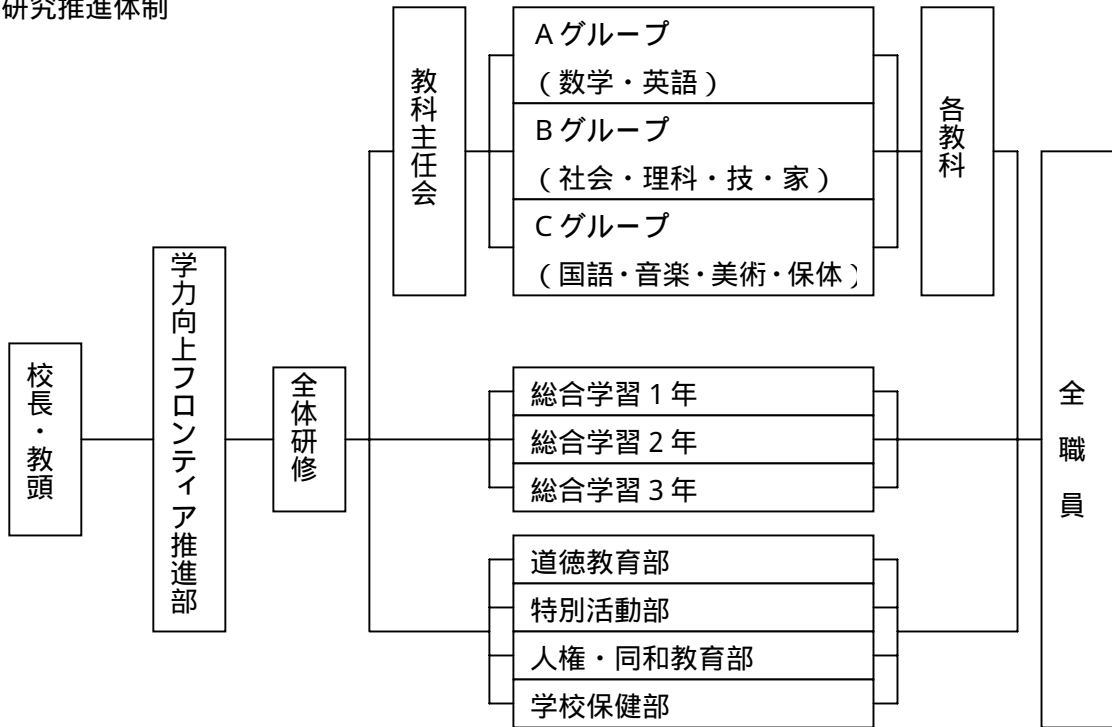 研究推進体制
校長・教頭
学力向上フロンティア推進部
全体研修
教科主任会
Aグループ
（数学・英語）
Bグループ
（社会・理科・技・家）
Cグループ
（国語・音楽・美術・保体）
各教科
総合学習1年
総合学習2年
総合学習3年
道徳教育部
特別活動部
人権・同和教育部
学校保健部
全職員